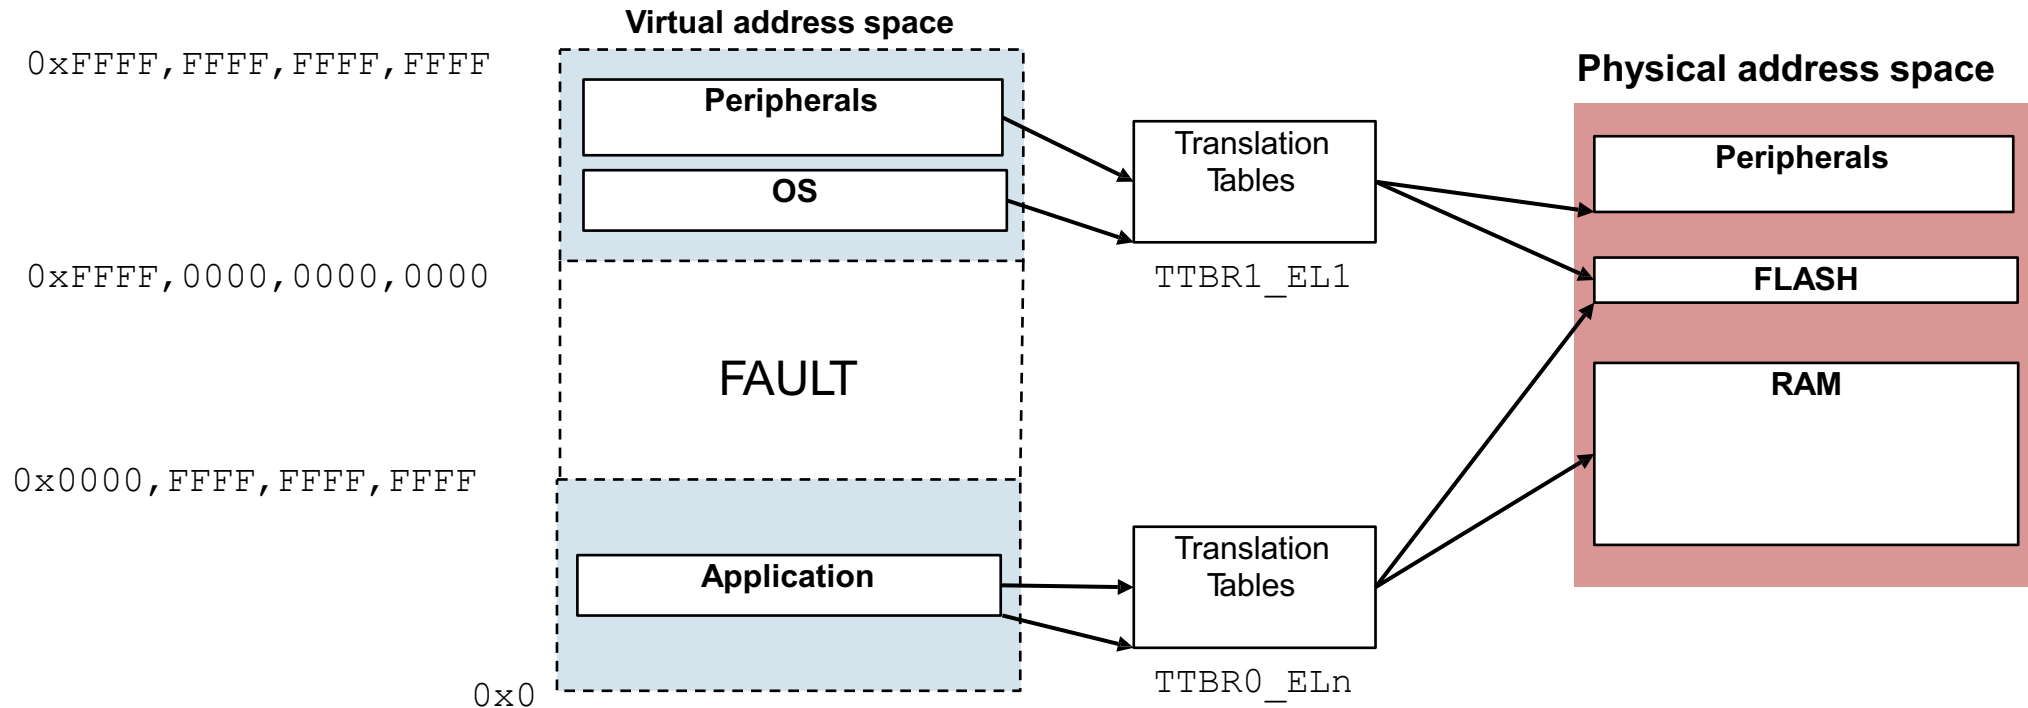 Virtual address space
0xFFFF,FFFF,FFFF,FFFF
Physical address space
Peripherals
Translation
Tables
Peripherals
OS
0xFFFF,0000,0000,0000
TTBR1_EL1
FLASH
FAULT
RAM
0x0000,FFFF,FFFF,FFFF
Application
Translation
Tables
0x0
TTBR0_ELn